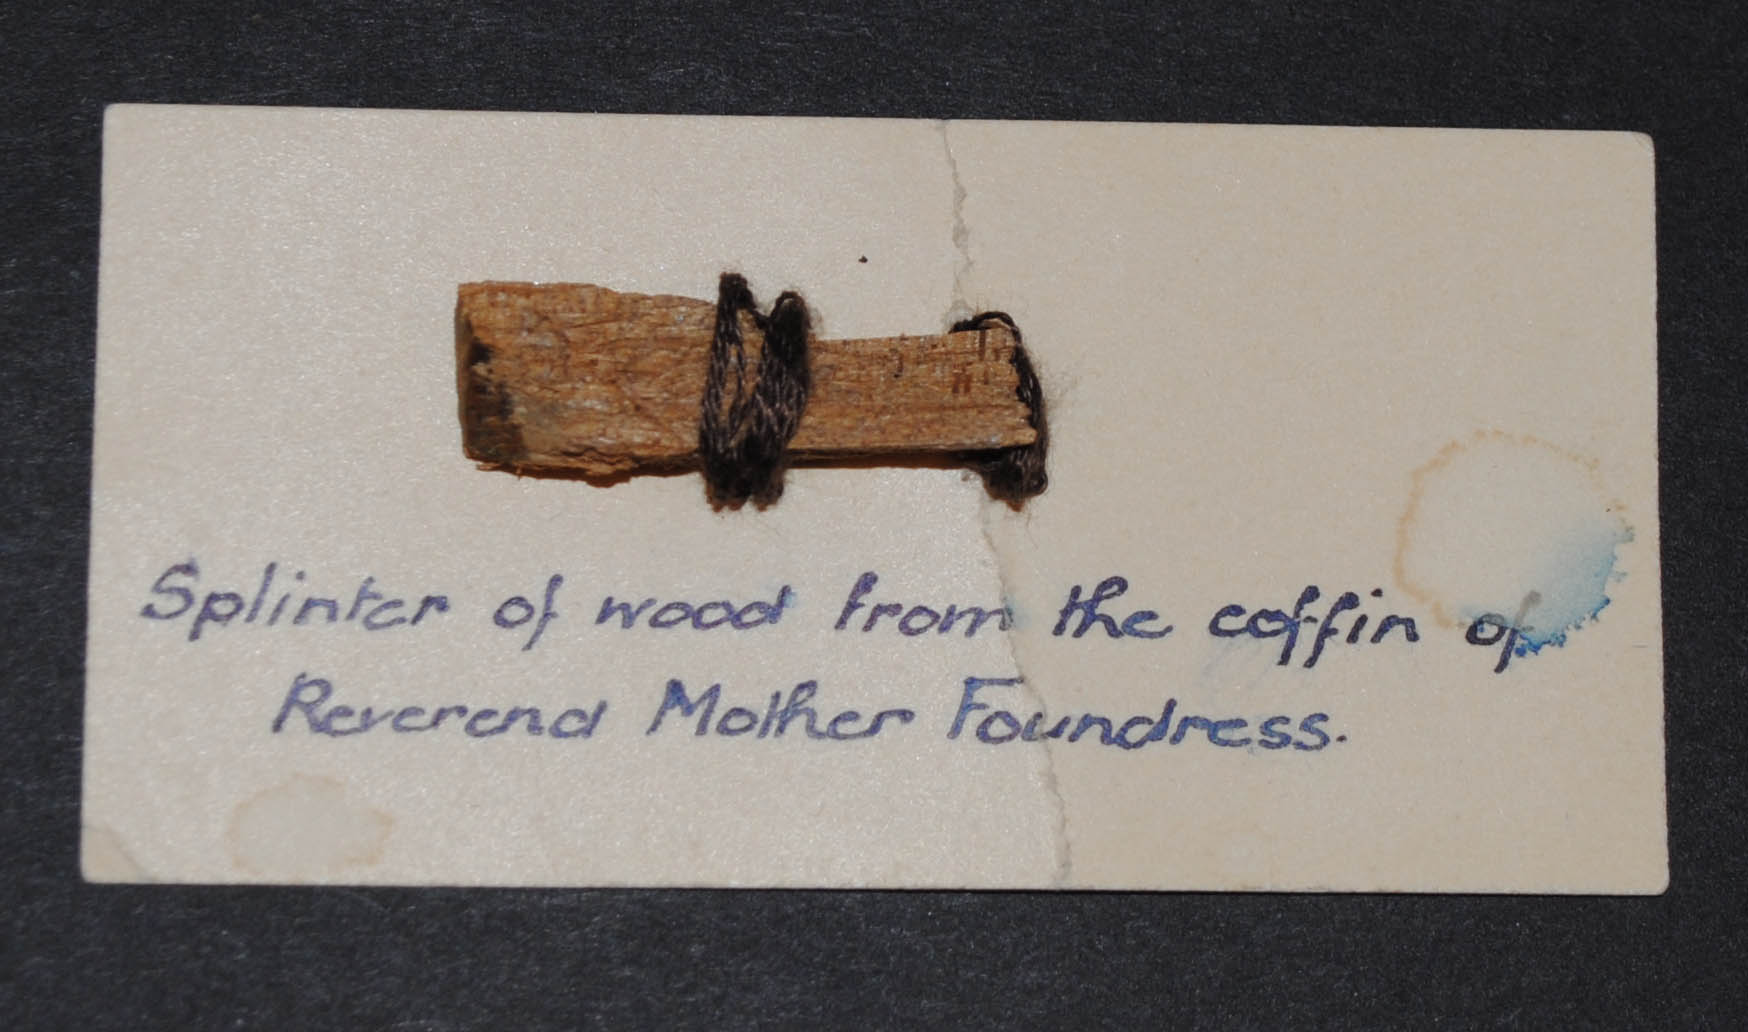 Splinter of wood from the coffin of
Reverend Mother Foundress.